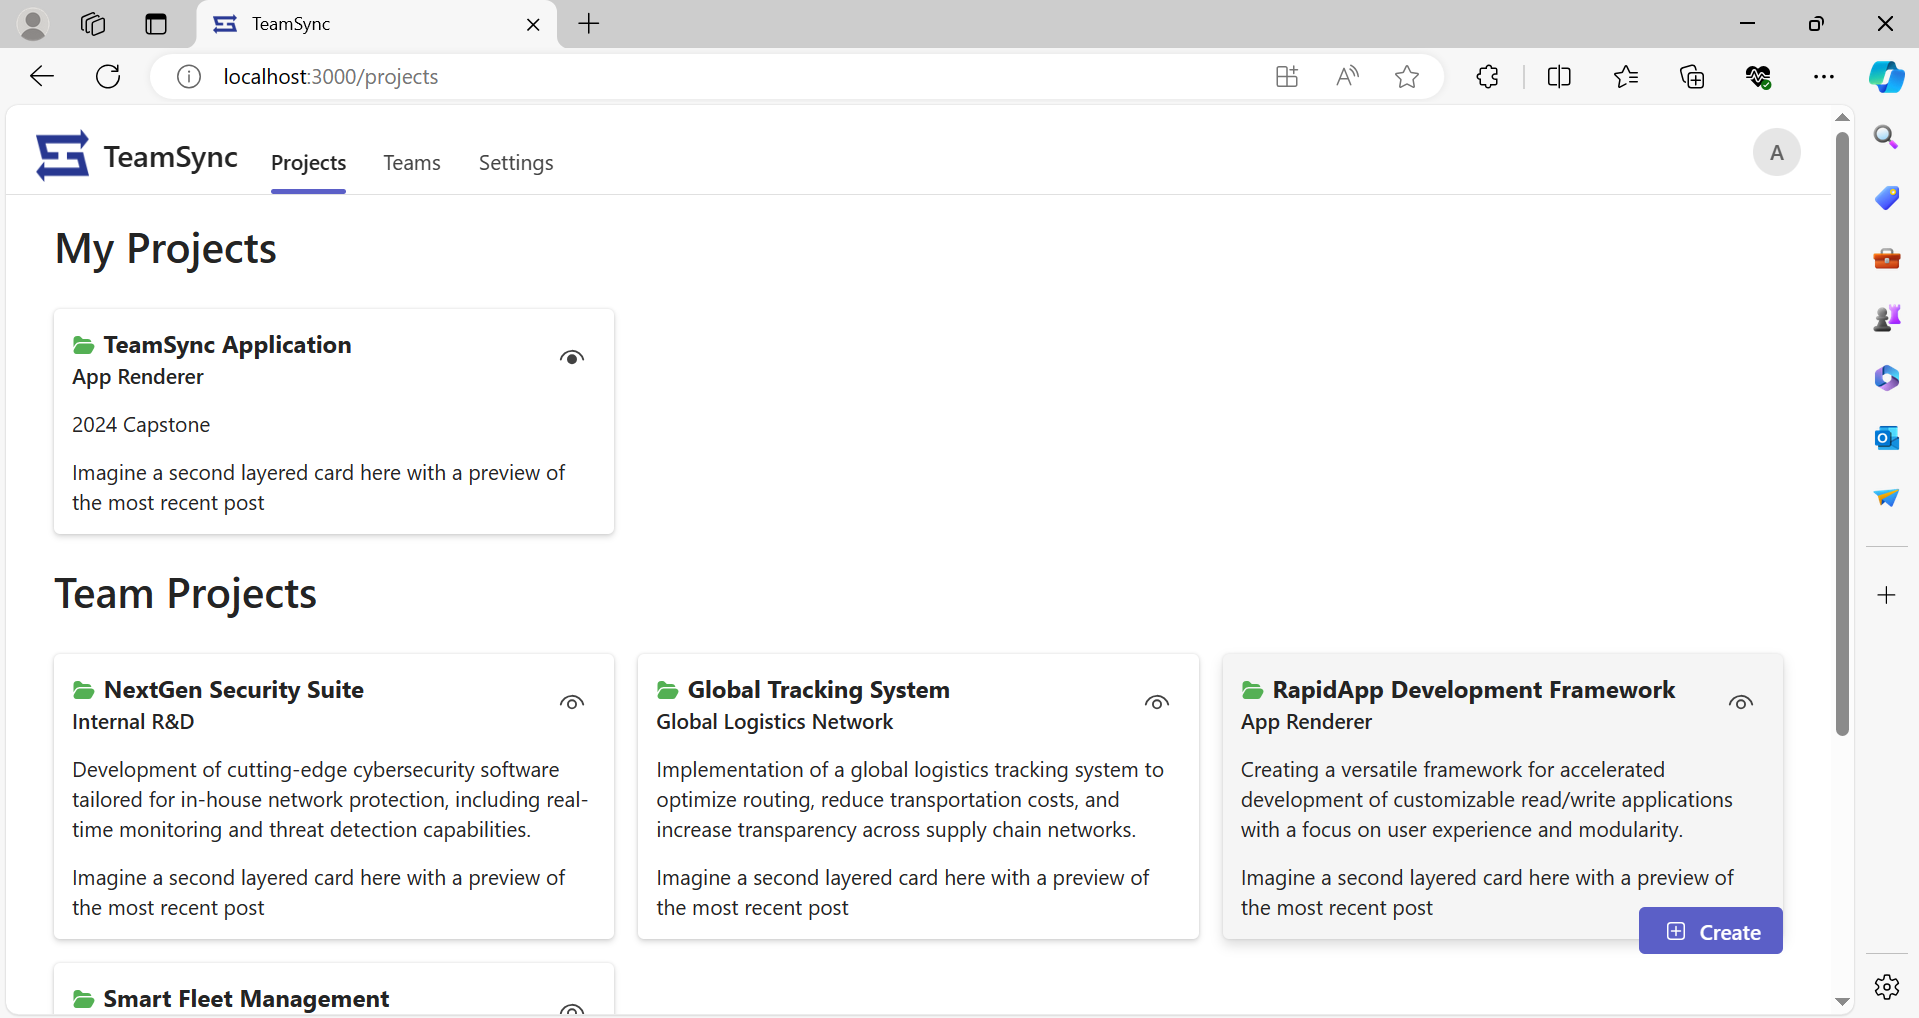 TeamSync
localhost:3000/projects
TeamSync Projects Teams Settings A
My Projects
TeamSync Application
App Renderer
2024 Capstone
Imagine a second layered card here with a preview of
the most recent post
Team Projects
NextGen Security Suite
Internal R&D
Development of cutting-edge cybersecurity software
tailored for in-house network protection, including real-
time monitoring and threat detection capabilities.
Imagine a second layered card here with a preview of
the most recent post
Global Tracking System
Global Logistics Network
Implementation of a global logistics tracking system to
optimize routing, reduce transportation costs, and
increase transparency across supply chain networks.
Imagine a second layered card here with a preview of
the most recent post
RapidApp Development Framework
App Renderer
Creating a versatile framework for accelerated
development of customizable read/write applications
with a focus on user experience and modularity.
Imagine a second layered card here with a preview of
the most recent post
Create
Smart Fleet Management